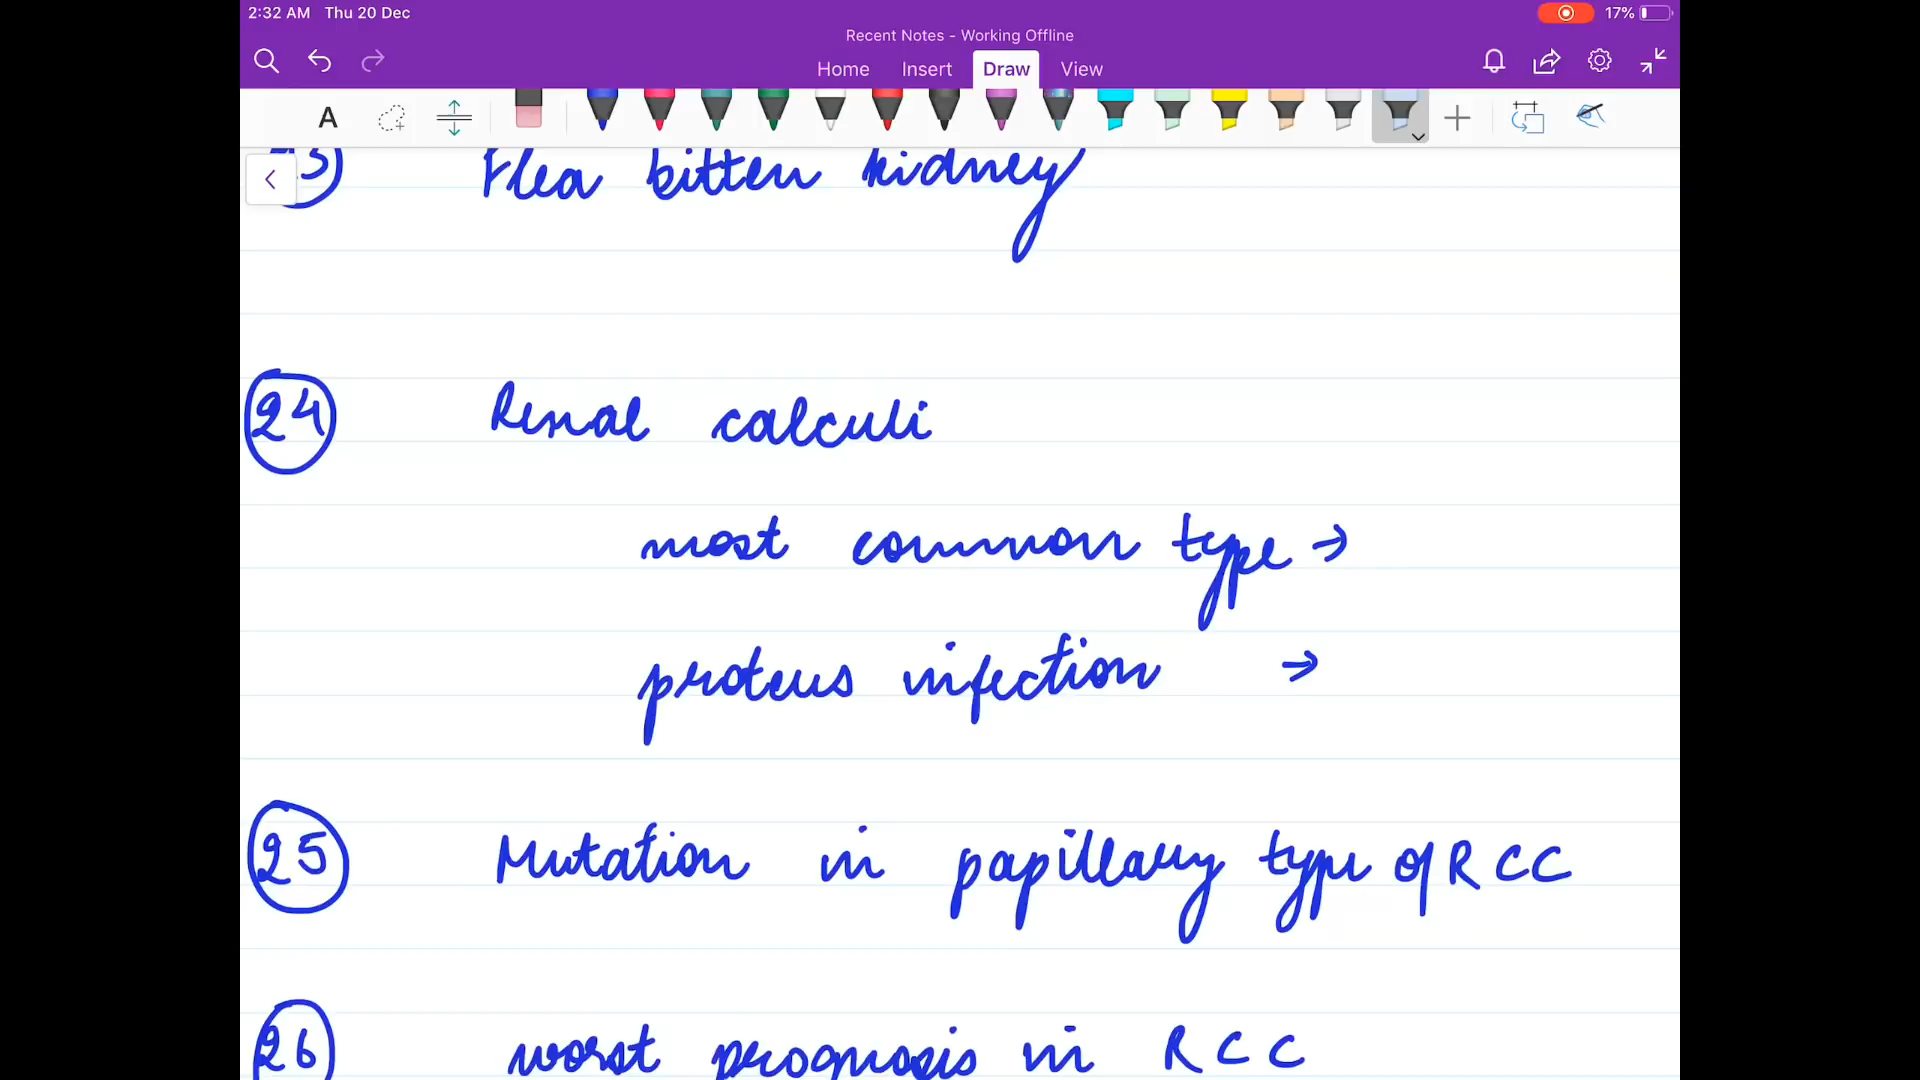 2:32 AM Thu 20 Dec
17%
Recent Notes - Working Offline
Home Insert Draw View
A
Flea bitten kidney
24 Renal calculi
most common type →
proteus infection →
25 Mutation in papillary type of RCC
26 worst prognosis in RCC